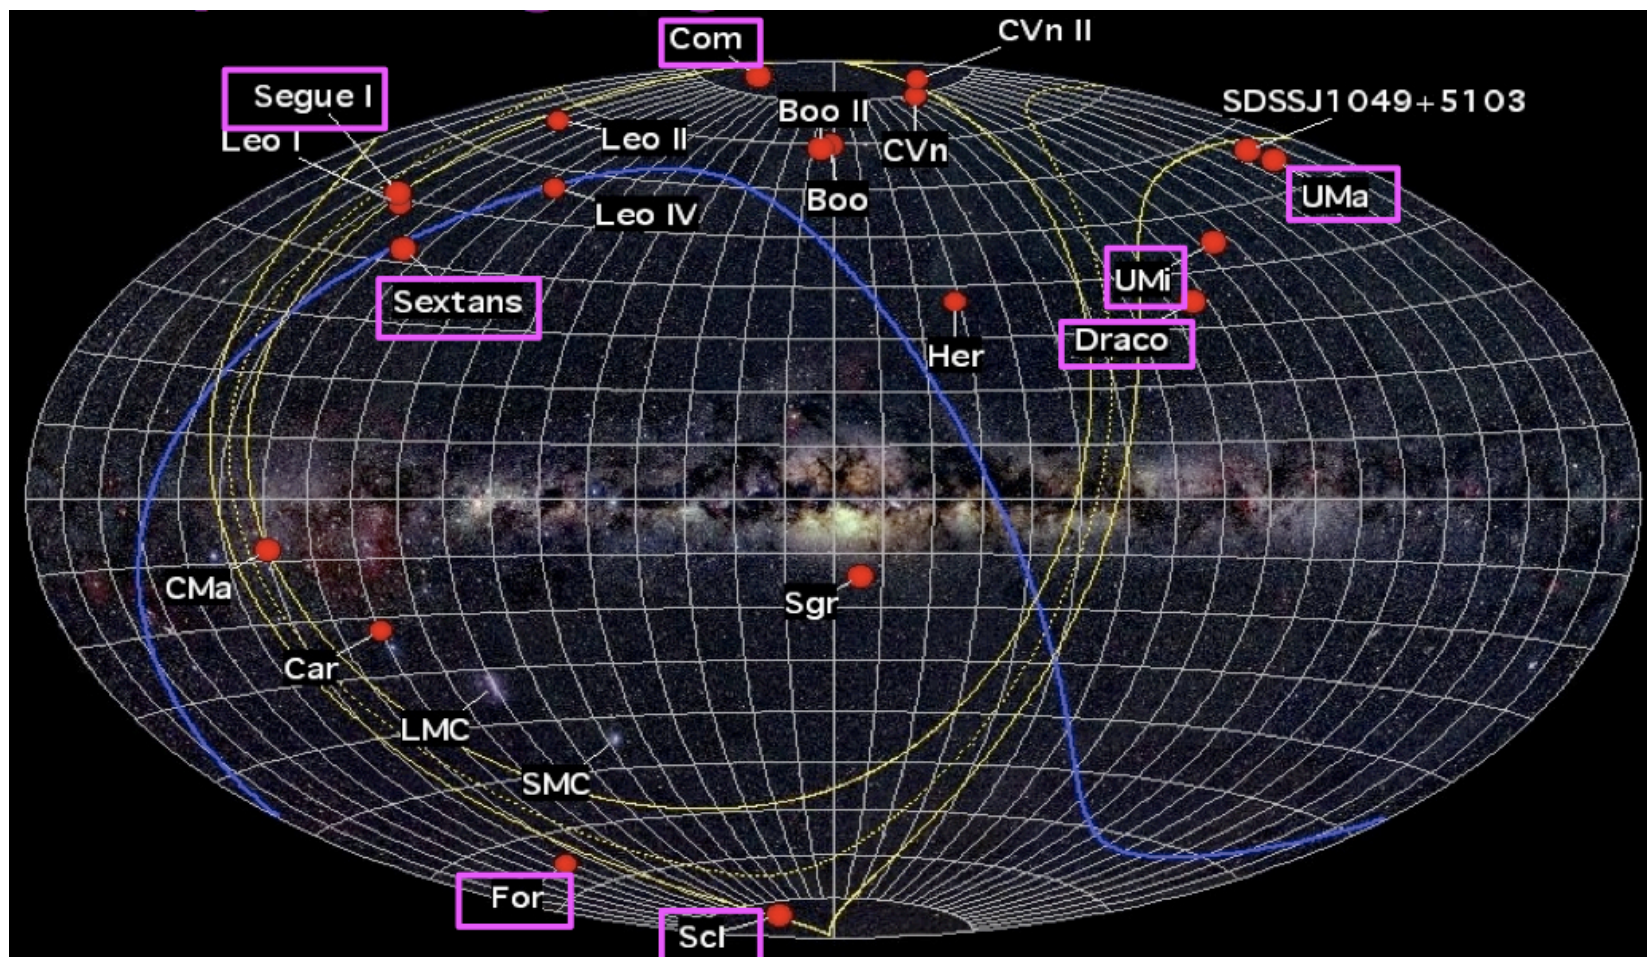 Com
CVn II
Segue I
SDSSJ1049+5103
Boo II
Leo I
Leo II
CVn
UMa
Boo
Leo IV
UMi
Sextans
Draco
Her
CMa
Sgr
Car
LMC
SMC
For
Scl